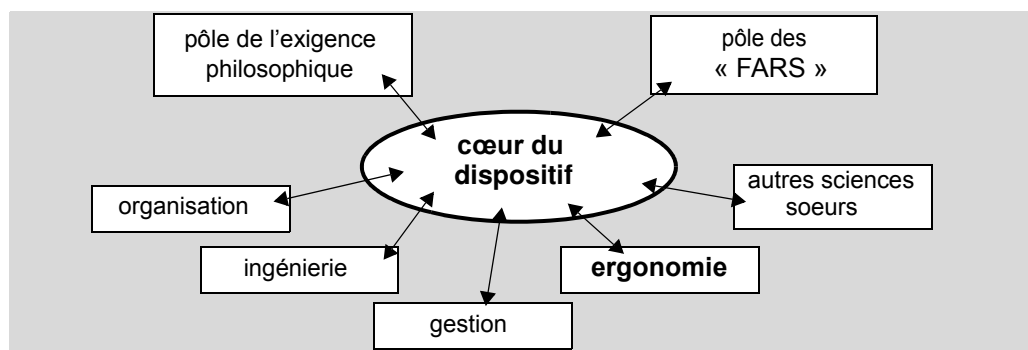 pôle de l’exigence
philosophique
pôle des
« FARS »
cœur du
dispositif
autres sciences
soeurs
organisation
ingénierie
ergonomie
gestion